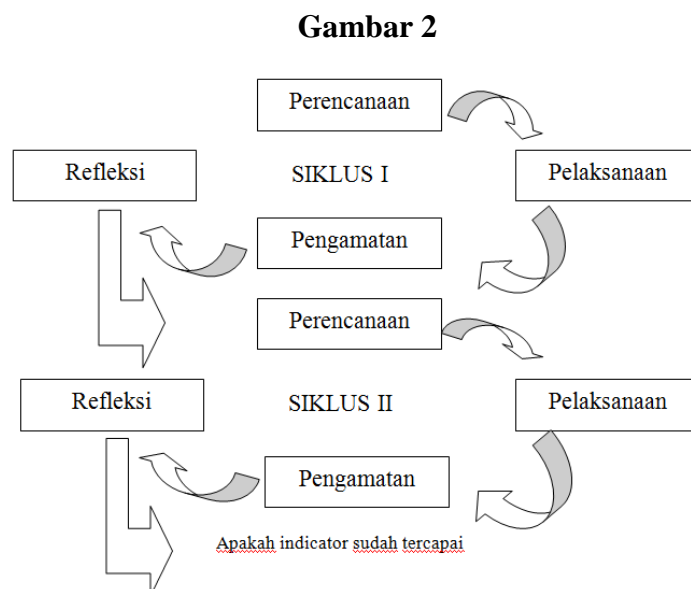 Gambar 2
Perencanaan
Refleksi
SIKLUS I
Pelaksanaan
Pengamatan
Perencanaan
Refleksi
SIKLUS II
Pelaksanaan
Pengamatan
Apakah indicator sudah tercapai